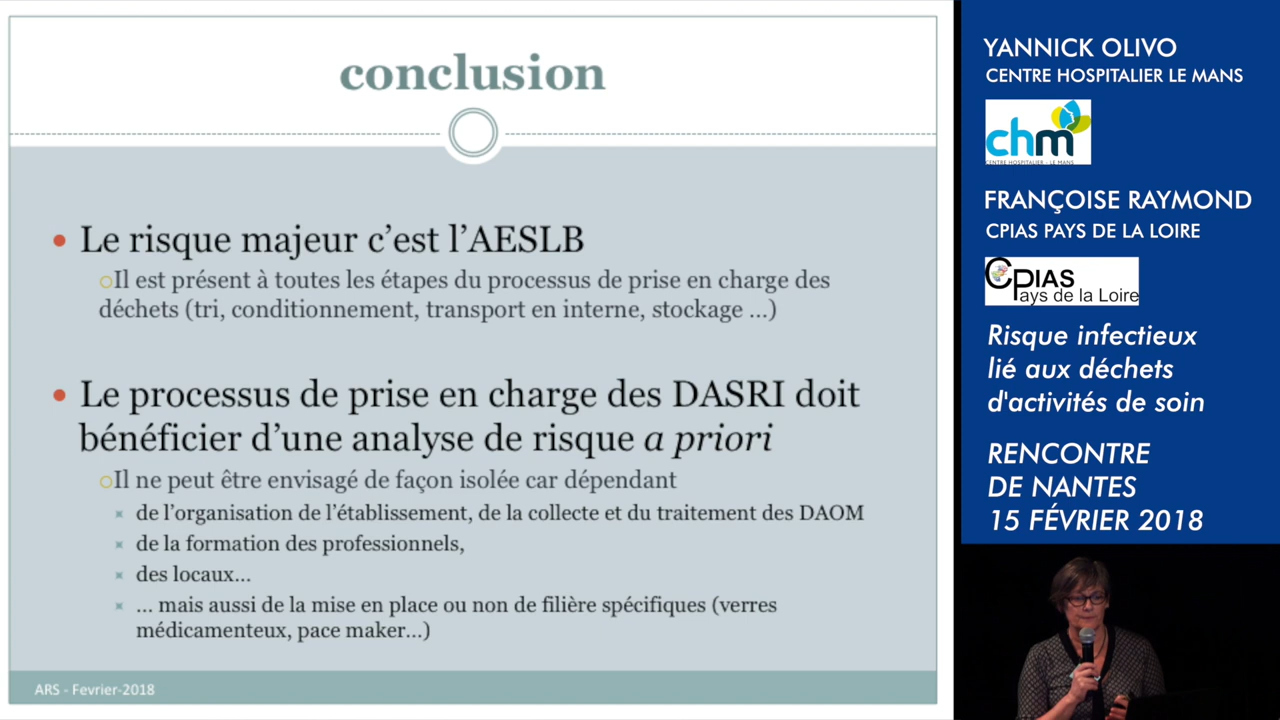 conclusion
• Le risque majeur c'est l'AESLB
Il est présent à toutes les étapes du processus de prise en charge des
déchets (tri, conditionnement, transport en interne, stockage ...)
• Le processus de prise en charge des DASRI doit
bénéficier d'une analyse de risque a priori
Il ne peut être envisagé de façon isolée car dépendant
de l'organisation de l'établissement, de la collecte et du traitement des DAOM
de la formation des professionnels,
des locaux...
... mais aussi de la mise en place ou non de filière spécifiques (verres
médicamenteux, pace maker...)
ARS - Fevrier-2018
YANNICK OLIVO
CENTRE HOSPITALIER LE MANS
chm
CENTRE HOSPITALIER - LE MANS
FRANÇOISE RAYMOND
CPIAS PAYS DE LA LOIRE
CPIAS
Pays de la Loire
Risque infectieux
lié aux déchets
d'activités de soin
RENCONTRE
DE NANTES
15 FÉVRIER 2018